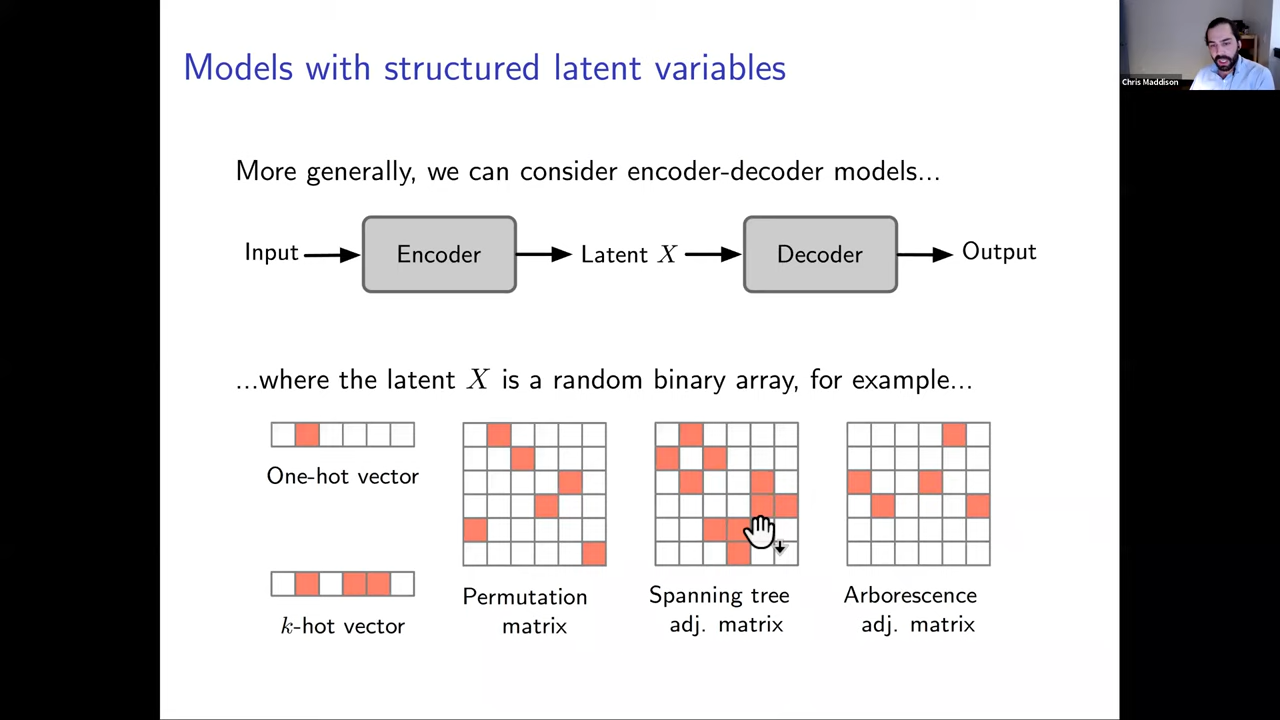 Models with structured latent variables
Chris Maddison
More generally, we can consider encoder-decoder models...
Input
Encoder
Latent X
Decoder
Output
...where the latent X is a random binary array, for example...
One-hot vector
k-hot vector
Permutation
matrix
Spanning tree
adj. matrix
Arborescence
adj. matrix